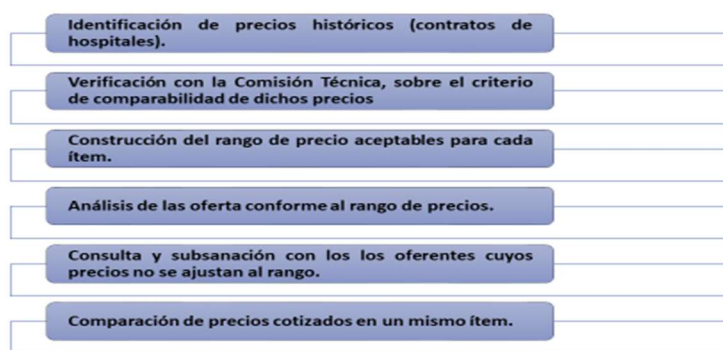 Identificación de precios históricos (contratos de
hospitales).
Verificación con la Comisión Técnica, sobre el criterio
de comparabilidad de dichos precios
Construcción del rango de precio aceptables para cada
ítem.
Análisis de las oferta conforme al rango de precios.
Consulta y subsanación con los los oferentes cuyos
precios no se ajustan al rango.
Comparación de precios cotizados en un mismo ítem.